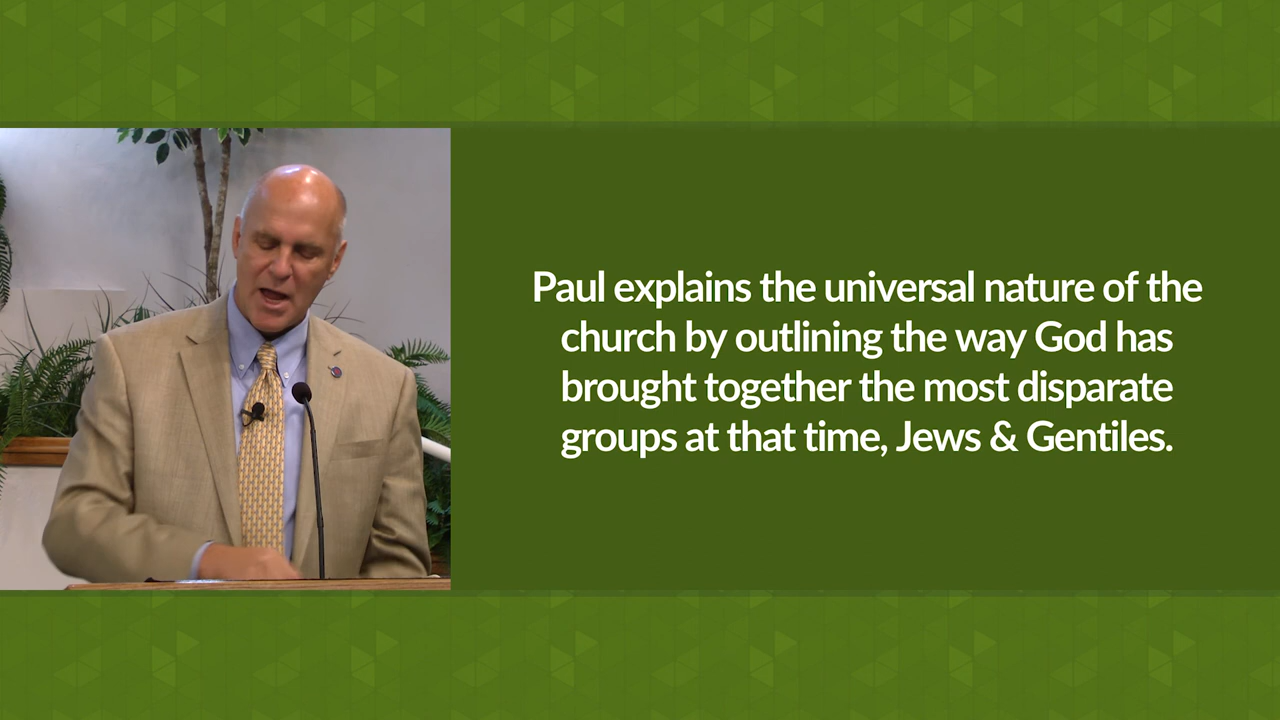 Paul explains the universal nature of the
church by outlining the way God has
brought together the most disparate
groups at that time, Jews & Gentiles.